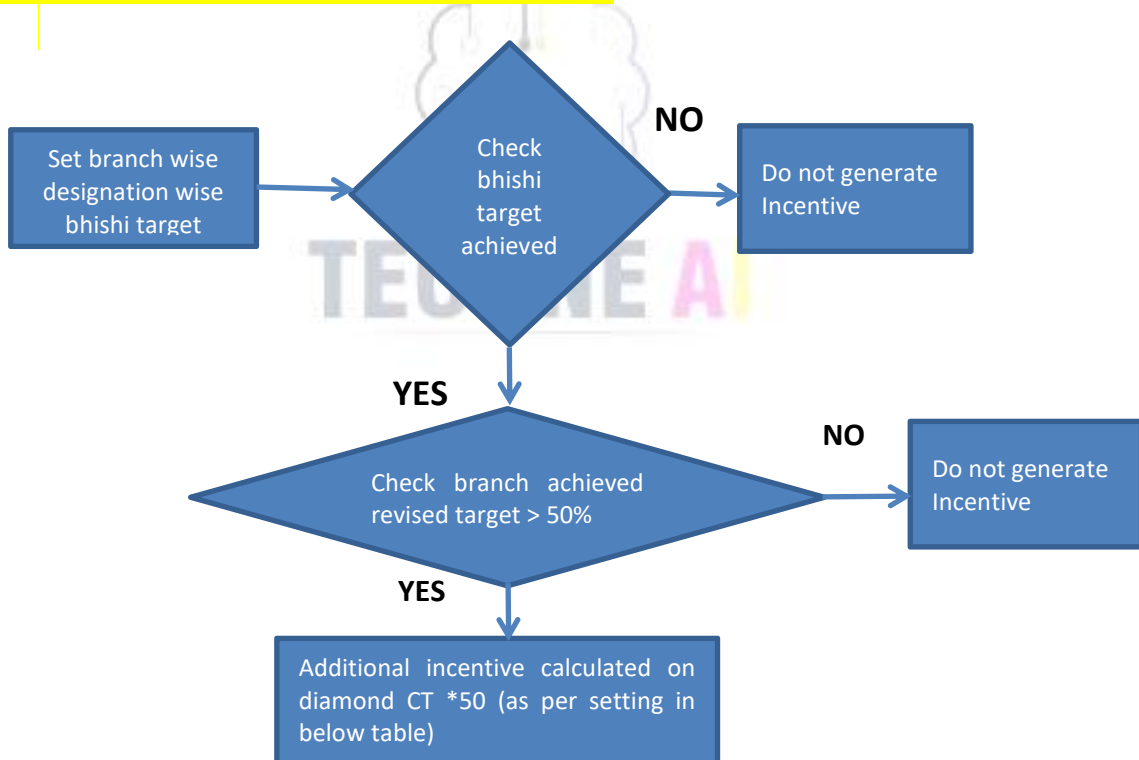 Set branch wise
designation wise
bhishi target
Check
bhishi
target
achieved
NO
Do not generate
Incentive
AI
YES
Check branch achieved
revised target > 50%
NO
Do not generate
Incentive
YES
Additional incentive calculated on
diamond CT *50 (as per setting in
below table)